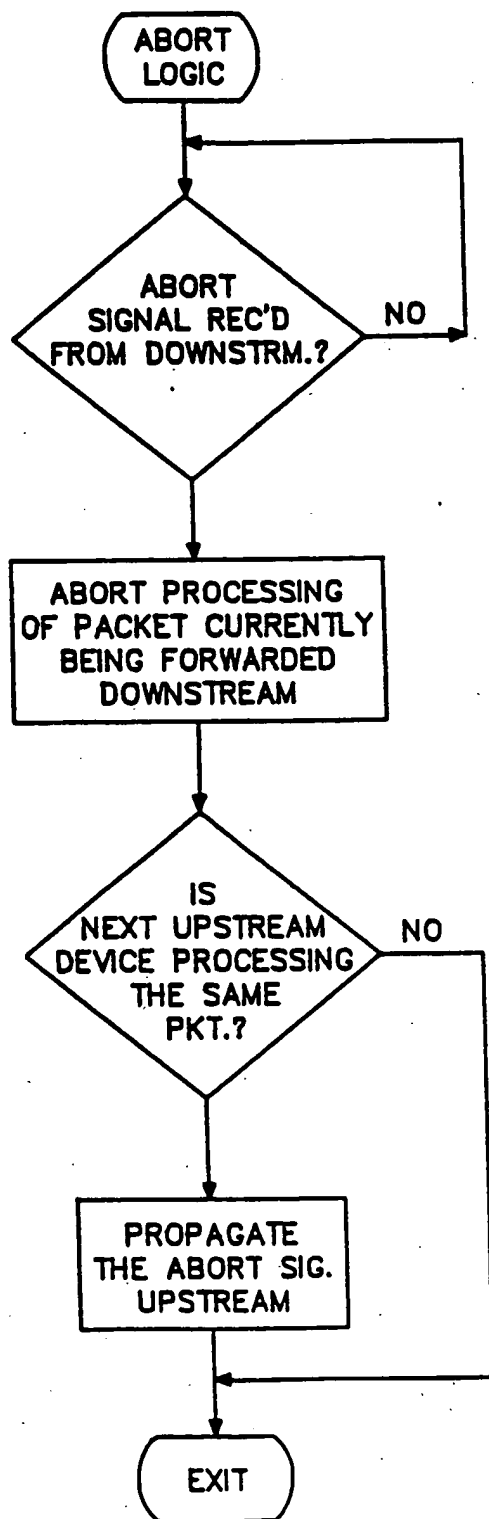 ABORT
LOGIC
ABORT
SIGNAL REC'D
FROM DOWNSTRM.?
NO
ABORT PROCESSING
OF PACKET CURRENTLY
BEING FORWARDED
DOWNSTREAM
IS
NEXT UPSTREAM
DEVICE PROCESSING
THE SAME
PKT.?
NO
PROPAGATE
THE ABORT SIG.
UPSTREAM
EXIT